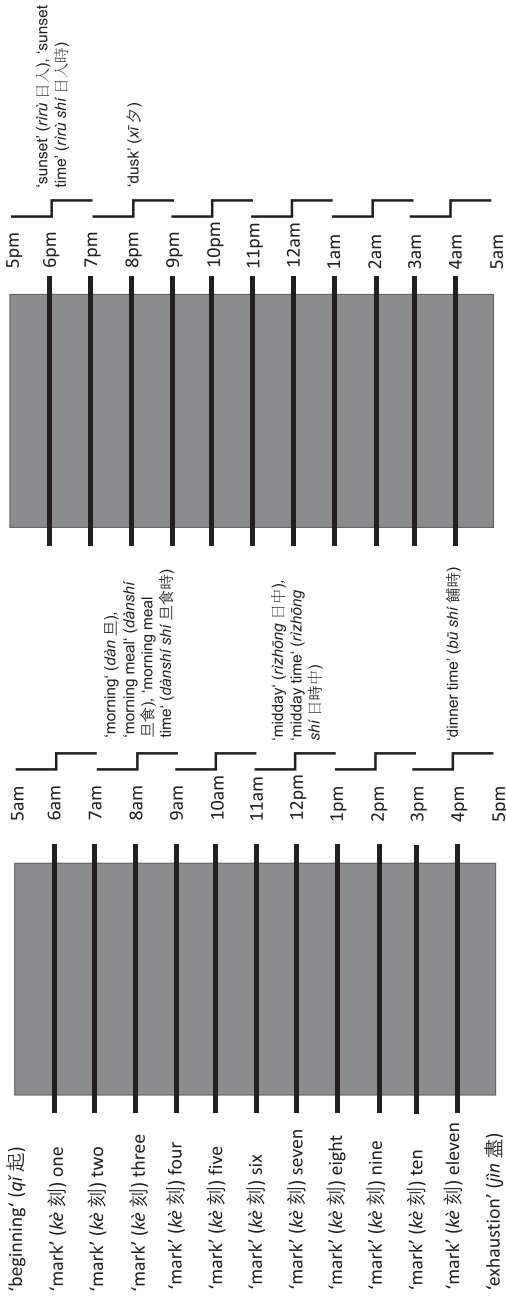 ‘beginning‘ (qǐ 起)
‘mark’ (kè 刻) one
‘mark’ (kè 刻) two
‘mark’ (kè 刻) three
‘mark’ (kè 刻) four
‘mark’ (kè 刻) five
‘mark’ (kè 刻) six
‘mark’ (kè 刻) seven
‘mark’ (kè 刻) eight
‘mark’ (kè 刻) nine
‘mark’ (kè 刻) ten
‘mark’ (kè 刻) eleven
‘exhaustion’ (jìn 盡)
5am
6am
7am
8am
9am
10am
11am
12pm
1pm
2pm
3pm
4pm
5pm
‘morning‘ (dàn 旦),
‘morning meal‘ (dànshí
旦食), ‘morning meal
time‘ (dànshí shí 旦食時)
‘midday‘ (rìzhōng 日中),
‘midday time‘ (rìzhōng
shí 日時中)
‘dinner time’ (bū shí 餔時)
5pm
6pm
7pm
8pm
9pm
10pm
11pm
12am
1am
2am
3am
4am
5am
‘sunset’ (rìrù 日人), ‘sunset
time’ (rìrù shí 日人時)
‘dusk’ (xī 夕)